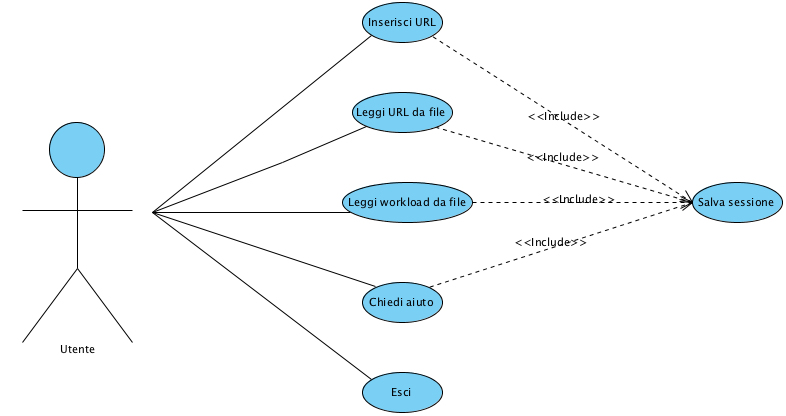 Inserisci URL
Leggi URL da file
<<Include>>
<<Include>>
Leggi workload da file
<<Include>>
Salva sessione
<<Include>>
Chiedi aiuto
Utente
Esci